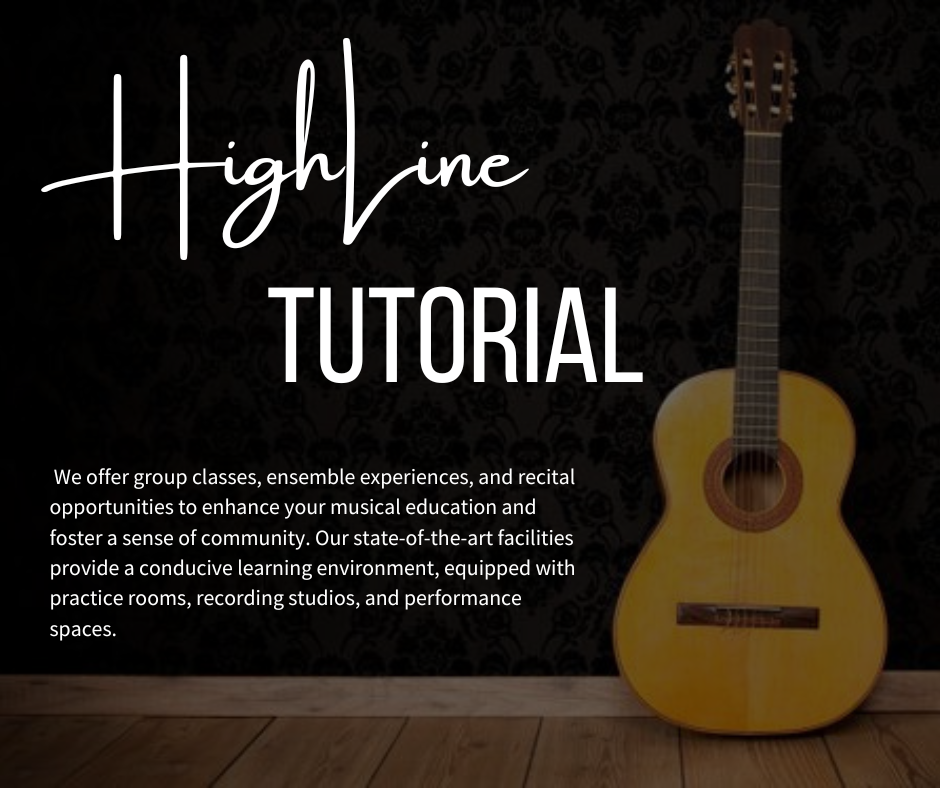 HighLine
TUTORIAL
We offer group classes, ensemble experiences, and recital
opportunities to enhance your musical education and
foster a sense of community. Our state-of-the-art facilities
provide a conducive learning environment, equipped with
practice rooms, recording studios, and performance
spaces.